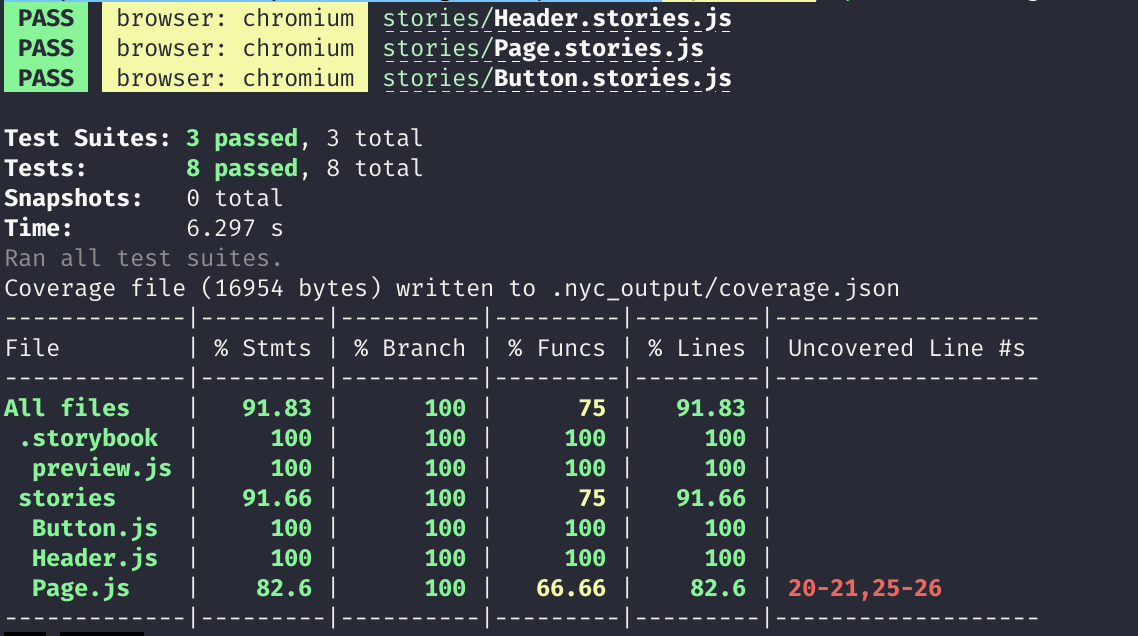 PASS browser: chromium stories/Header.stories.js
PASS browser: chromium stories/Page.stories.js
PASS browser: chromium stories/Button.stories.js
Test Suites: 3 passed, 3 total
Tests: 8 passed, 8 total
Snapshots: 0 total
Time: 6.297 s
Ran all test suites.
Coverage file (16954 bytes) written to .nyc_output/coverage.json
-------------|---------|----------|---------|---------|-------------------
File | % Stmts | % Branch | % Funcs | % Lines | Uncovered Line #s
-------------|---------|----------|---------|---------|-------------------
All files | 91.83 | 100 | 75 | 91.83 |
.storybook | 100 | 100 | 100 | 100 |
preview.js | 100 | 100 | 100 | 100 |
stories | 91.66 | 100 | 75 | 91.66 |
Button.js | 100 | 100 | 100 | 100 |
Header.js | 100 | 100 | 100 | 100 |
Page.js | 82.6 | 100 | 66.66 | 82.6 | 20-21,25-26
-------------|---------|----------|---------|---------|-------------------